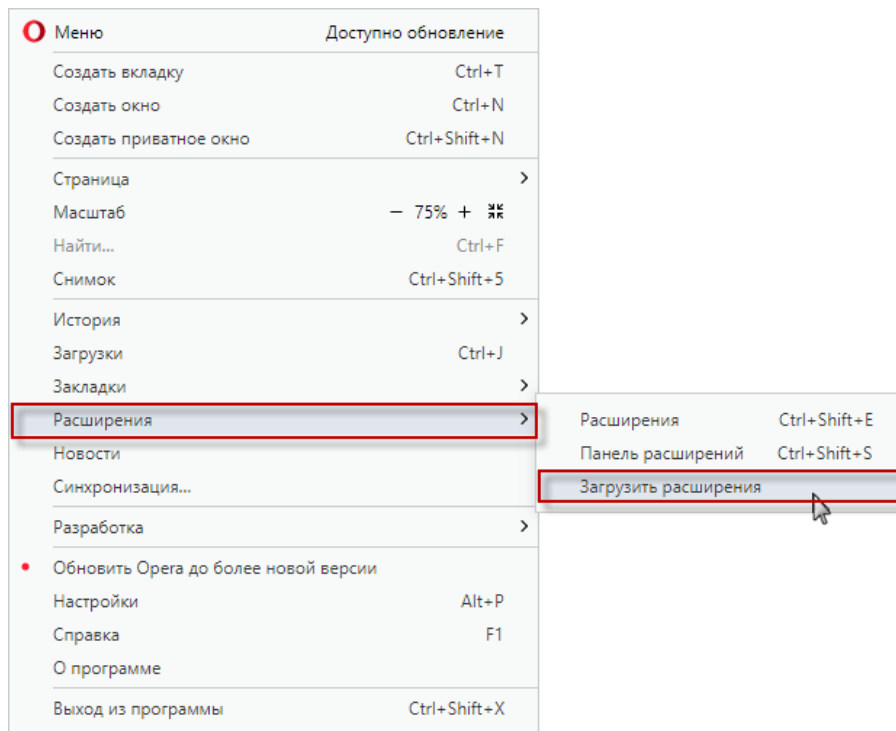 Меню Доступно обновление
Создать вкладку Ctrl+T
Создать окно Ctrl+N
Создать приватное окно Ctrl+Shift+N
Страница
Масштаб − 75% +
Найти... Ctrl+F
Снимок Ctrl+Shift+5
История
Загрузки Ctrl+J
Закладки
Расширения
Расширения Ctrl+Shift+E
Панель расширений Ctrl+Shift+S
Загрузить расширения
Новости
Синхронизация...
Разработка
Обновить Opera до более новой версии
Настройки Alt+P
Справка F1
О программе
Выход из программы Ctrl+Shift+X